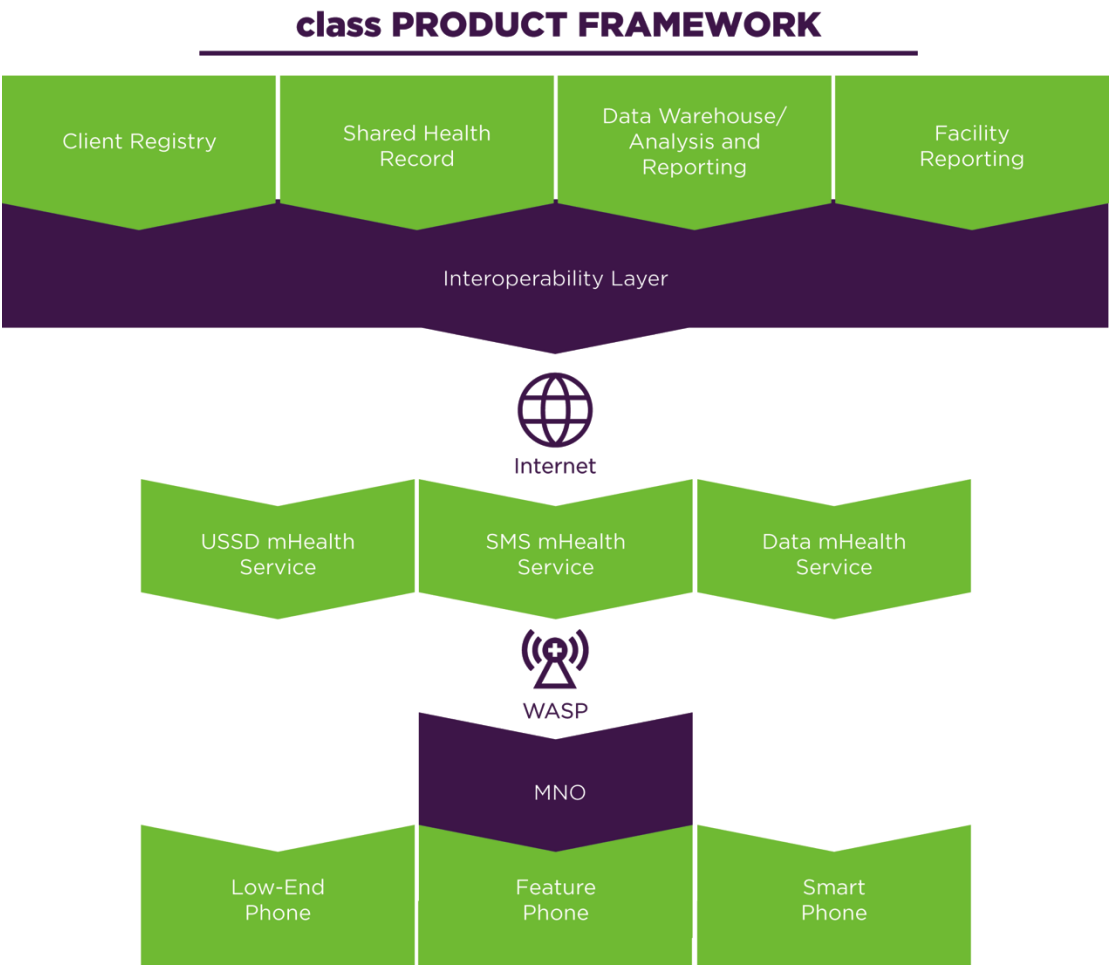 class PRODUCT FRAMEWORK
Client Registry
Shared Health
Record
Data Warehouse/
Analysis and
Reporting
Facility
Reporting
Interoperability Layer
Internet
USSD mHealth
Service
SMS mHealth
Service
Data mHealth
Service
WASP
MNO
Low-End
Phone
Feature
Phone
Smart
Phone